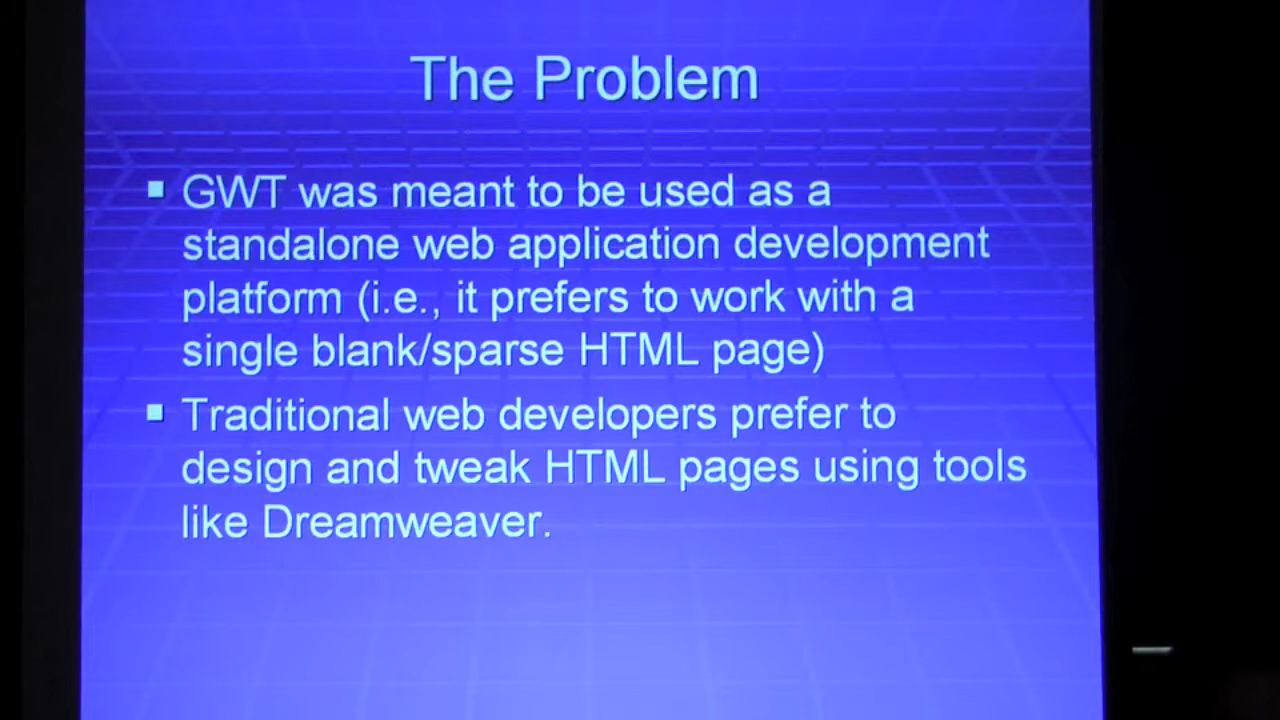 The Problem
GWT was meant to be used as a
standalone web application development
platform (i.e., it prefers to work with a
single blank/sparse HTML page)
Traditional web developers prefer to
design and tweak HTML pages using tools
like Dreamweaver.